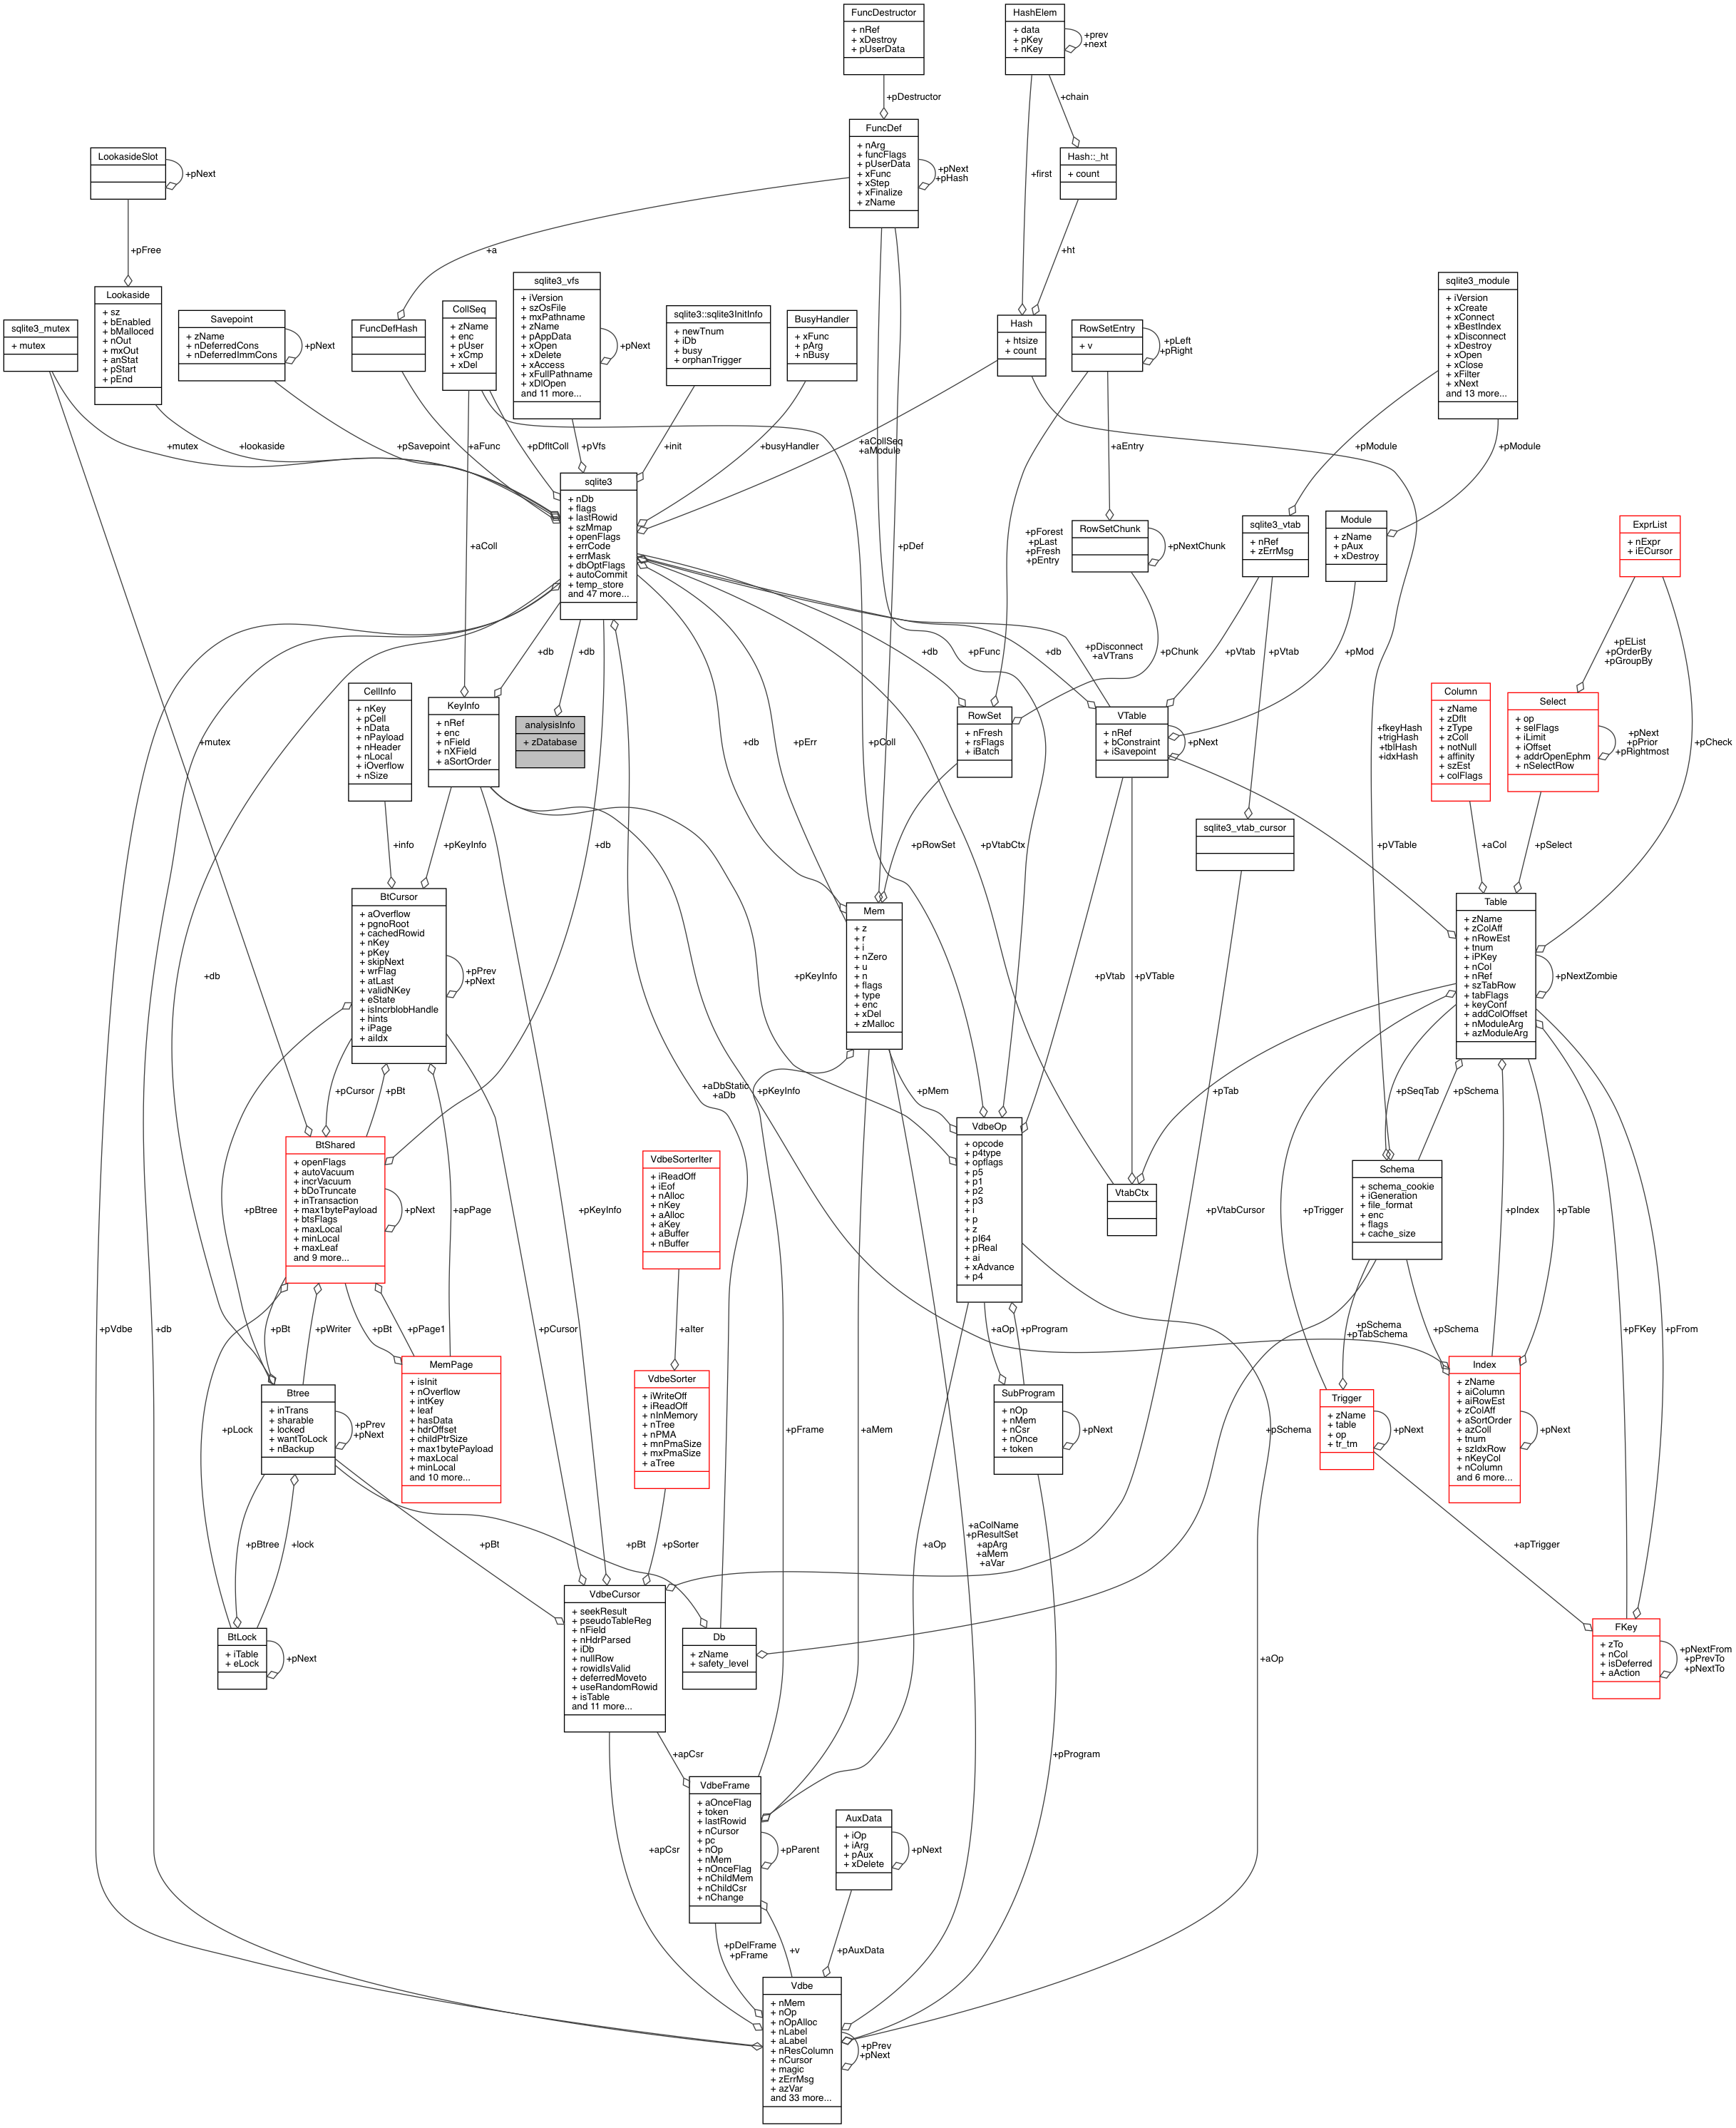 FuncDestructor
+ nRef
+ xDestroy
+ pUserData
HashElem
+ data
+ pKey
+ nKey
+prev
+next
+pDestructor
+chain
FuncDef
+ nArg
+ funcFlags
+ pUserData
+ xFunc
+ xStep
+ xFinalize
+ zName
+pNext
+pHash
LookasideSlot
+pNext
Hash::_ht
+ count
+first
+pFree
+a
+ht
sqlite3_mutex
+ mutex
Lookaside
+ sz
+ bEnabled
+ bMalloced
+ nOut
+ mxOut
+ anStat
+ pStart
+ pEnd
Savepoint
+ zName
+ nDeferredCons
+ nDeferredImmCons
+pNext
FuncDefHash
CollSeq
+ zName
+ enc
+ pUser
+ xCmp
+ xDel
sqlite3_vfs
+ iVersion
+ szOsFile
+ mxPathname
+ zName
+ pAppData
+ xOpen
+ xDelete
+ xAccess
+ xFullPathname
+ xDlOpen
and 11 more...
+pNext
sqlite3::sqlite3InitInfo
+ newTnum
+ iDb
+ busy
+ orphanTrigger
BusyHandler
+ xFunc
+ pArg
+ nBusy
Hash
+ htsize
+ count
RowSetEntry
+ v
+pLeft
+pRight
sqlite3_module
+ iVersion
+ xCreate
+ xConnect
+ xBestIndex
+ xDisconnect
+ xDestroy
+ xOpen
+ xClose
+ xFilter
+ xNext
and 13 more...
+mutex
+lookaside
+pSavepoint
+aFunc
+pDfltColl
+pVfs
+init
+busyHandler
+aCollSeq
+aModule
+aEntry
+pModule
+pModule
sqlite3
+ nDb
+ flags
+ lastRowid
+ szMmap
+ openFlags
+ errCode
+ errMask
+ dbOptFlags
+ autoCommit
+ temp_store
and 47 more...
+aColl
+pDef
+pForest
+pLast
+pFresh
+pEntry
RowSetChunk
+pNextChunk
sqlite3_vtab
+ nRef
+ zErrMsg
Module
+ zName
+ pAux
+ xDestroy
ExprList
+ nExpr
+ iECursor
+db
+db
+db
+pFunc
+db
+pDisconnect
+aVTrans
+pChunk
+pVtab
+pVtab
+pMod
+pEList
+pOrderBy
+pGroupBy
CellInfo
+ nKey
+ pCell
+ nData
+ nPayload
+ nHeader
+ nLocal
+ iOverflow
+ nSize
KeyInfo
+ nRef
+ enc
+ nField
+ nXField
+ aSortOrder
analysisInfo
+ zDatabase
+mutex
+db
+pErr
+pColl
RowSet
+ nFresh
+ rsFlags
+ iBatch
VTable
+ nRef
+ bConstraint
+ iSavepoint
+pNext
+fkeyHash
+trigHash
+tblHash
+idxHash
Column
+ zName
+ zDflt
+ zType
+ zColl
+ notNull
+ affinity
+ szEst
+ colFlags
Select
+ op
+ selFlags
+ iLimit
+ iOffset
+ addrOpenEphm
+ nSelectRow
+pNext
+pPrior
+pRightmost
+pCheck
sqlite3_vtab_cursor
+info
+pKeyInfo
+db
+pRowSet
+pVtabCtx
+pVTable
+aCol
+pSelect
BtCursor
+ aOverflow
+ pgnoRoot
+ cachedRowid
+ nKey
+ pKey
+ skipNext
+ wrFlag
+ atLast
+ validNKey
+ eState
+ isIncrblobHandle
+ hints
+ iPage
+ aiIdx
+pPrev
+pNext
+db
+pKeyInfo
Mem
+ z
+ r
+ i
+ nZero
+ u
+ n
+ flags
+ type
+ enc
+ xDel
+ zMalloc
+pVtab
+pVTable
Table
+ zName
+ zColAff
+ nRowEst
+ tnum
+ iPKey
+ nCol
+ nRef
+ szTabRow
+ tabFlags
+ keyConf
+ addColOffset
+ nModuleArg
+ azModuleArg
+pNextZombie
+pCursor
+pBt
+aDbStatic
+aDb
+pKeyInfo
+pMem
+pTab
+pSeqTab
+pSchema
BtShared
+ openFlags
+ autoVacuum
+ incrVacuum
+ bDoTruncate
+ inTransaction
+ max1bytePayload
+ btsFlags
+ maxLocal
+ minLocal
+ maxLeaf
and 9 more...
+pNext
VdbeSorterIter
+ iReadOff
+ iEof
+ nAlloc
+ nKey
+ aAlloc
+ aKey
+ aBuffer
+ nBuffer
VdbeOp
+ opcode
+ p4type
+ opflags
+ p5
+ p1
+ p2
+ p3
+ i
+ p
+ z
+ pI64
+ pReal
+ ai
+ xAdvance
+ p4
VtabCtx
Schema
+ schema_cookie
+ iGeneration
+ file_format
+ enc
+ flags
+ cache_size
+pBtree
+apPage
+pKeyInfo
+pVtabCursor
+pTrigger
+pIndex
+pTable
+pVdbe
+db
+pBt
+pWriter
+pBt
+pPage1
+pCursor
+aIter
+aOp
+pProgram
+pSchema
+pTabSchema
+pSchema
+pFKey
+pFrom
Btree
+ inTrans
+ sharable
+ locked
+ wantToLock
+ nBackup
+pPrev
+pNext
MemPage
+ isInit
+ nOverflow
+ intKey
+ leaf
+ hasData
+ hdrOffset
+ childPtrSize
+ max1bytePayload
+ maxLocal
+ minLocal
and 10 more...
VdbeSorter
+ iWriteOff
+ iReadOff
+ nInMemory
+ nTree
+ nPMA
+ mnPmaSize
+ mxPmaSize
+ aTree
SubProgram
+ nOp
+ nMem
+ nCsr
+ nOnce
+ token
+pNext
Trigger
+ zName
+ table
+ op
+ tr_tm
+pNext
Index
+ zName
+ aiColumn
+ aiRowEst
+ zColAff
+ aSortOrder
+ azColl
+ tnum
+ szIdxRow
+ nKeyCol
+ nColumn
and 6 more...
+pNext
+pLock
+pFrame
+aMem
+pSchema
+pBtree
+lock
+pBt
+pSorter
+pBt
+aOp
+aColName
+pResultSet
+apArg
+aMem
+aVar
+apTrigger
BtLock
+ iTable
+ eLock
+pNext
VdbeCursor
+ seekResult
+ pseudoTableReg
+ nField
+ nHdrParsed
+ iDb
+ nullRow
+ rowidIsValid
+ deferredMoveto
+ useRandomRowid
+ isTable
and 11 more...
Db
+ zName
+ safety_level
+aOp
FKey
+ zTo
+ nCol
+ isDeferred
+ aAction
+pNextFrom
+pPrevTo
+pNextTo
+apCsr
+pProgram
VdbeFrame
+ aOnceFlag
+ token
+ lastRowid
+ nCursor
+ pc
+ nOp
+ nMem
+ nOnceFlag
+ nChildMem
+ nChildCsr
+ nChange
+pParent
+apCsr
AuxData
+ iOp
+ iArg
+ pAux
+ xDelete
+pNext
+pDelFrame
+pFrame
+v
+pAuxData
Vdbe
+ nMem
+ nOp
+ nOpAlloc
+ nLabel
+ aLabel
+ nResColumn
+ nCursor
+ magic
+ zErrMsg
+ azVar
and 33 more...
+pPrev
+pNext